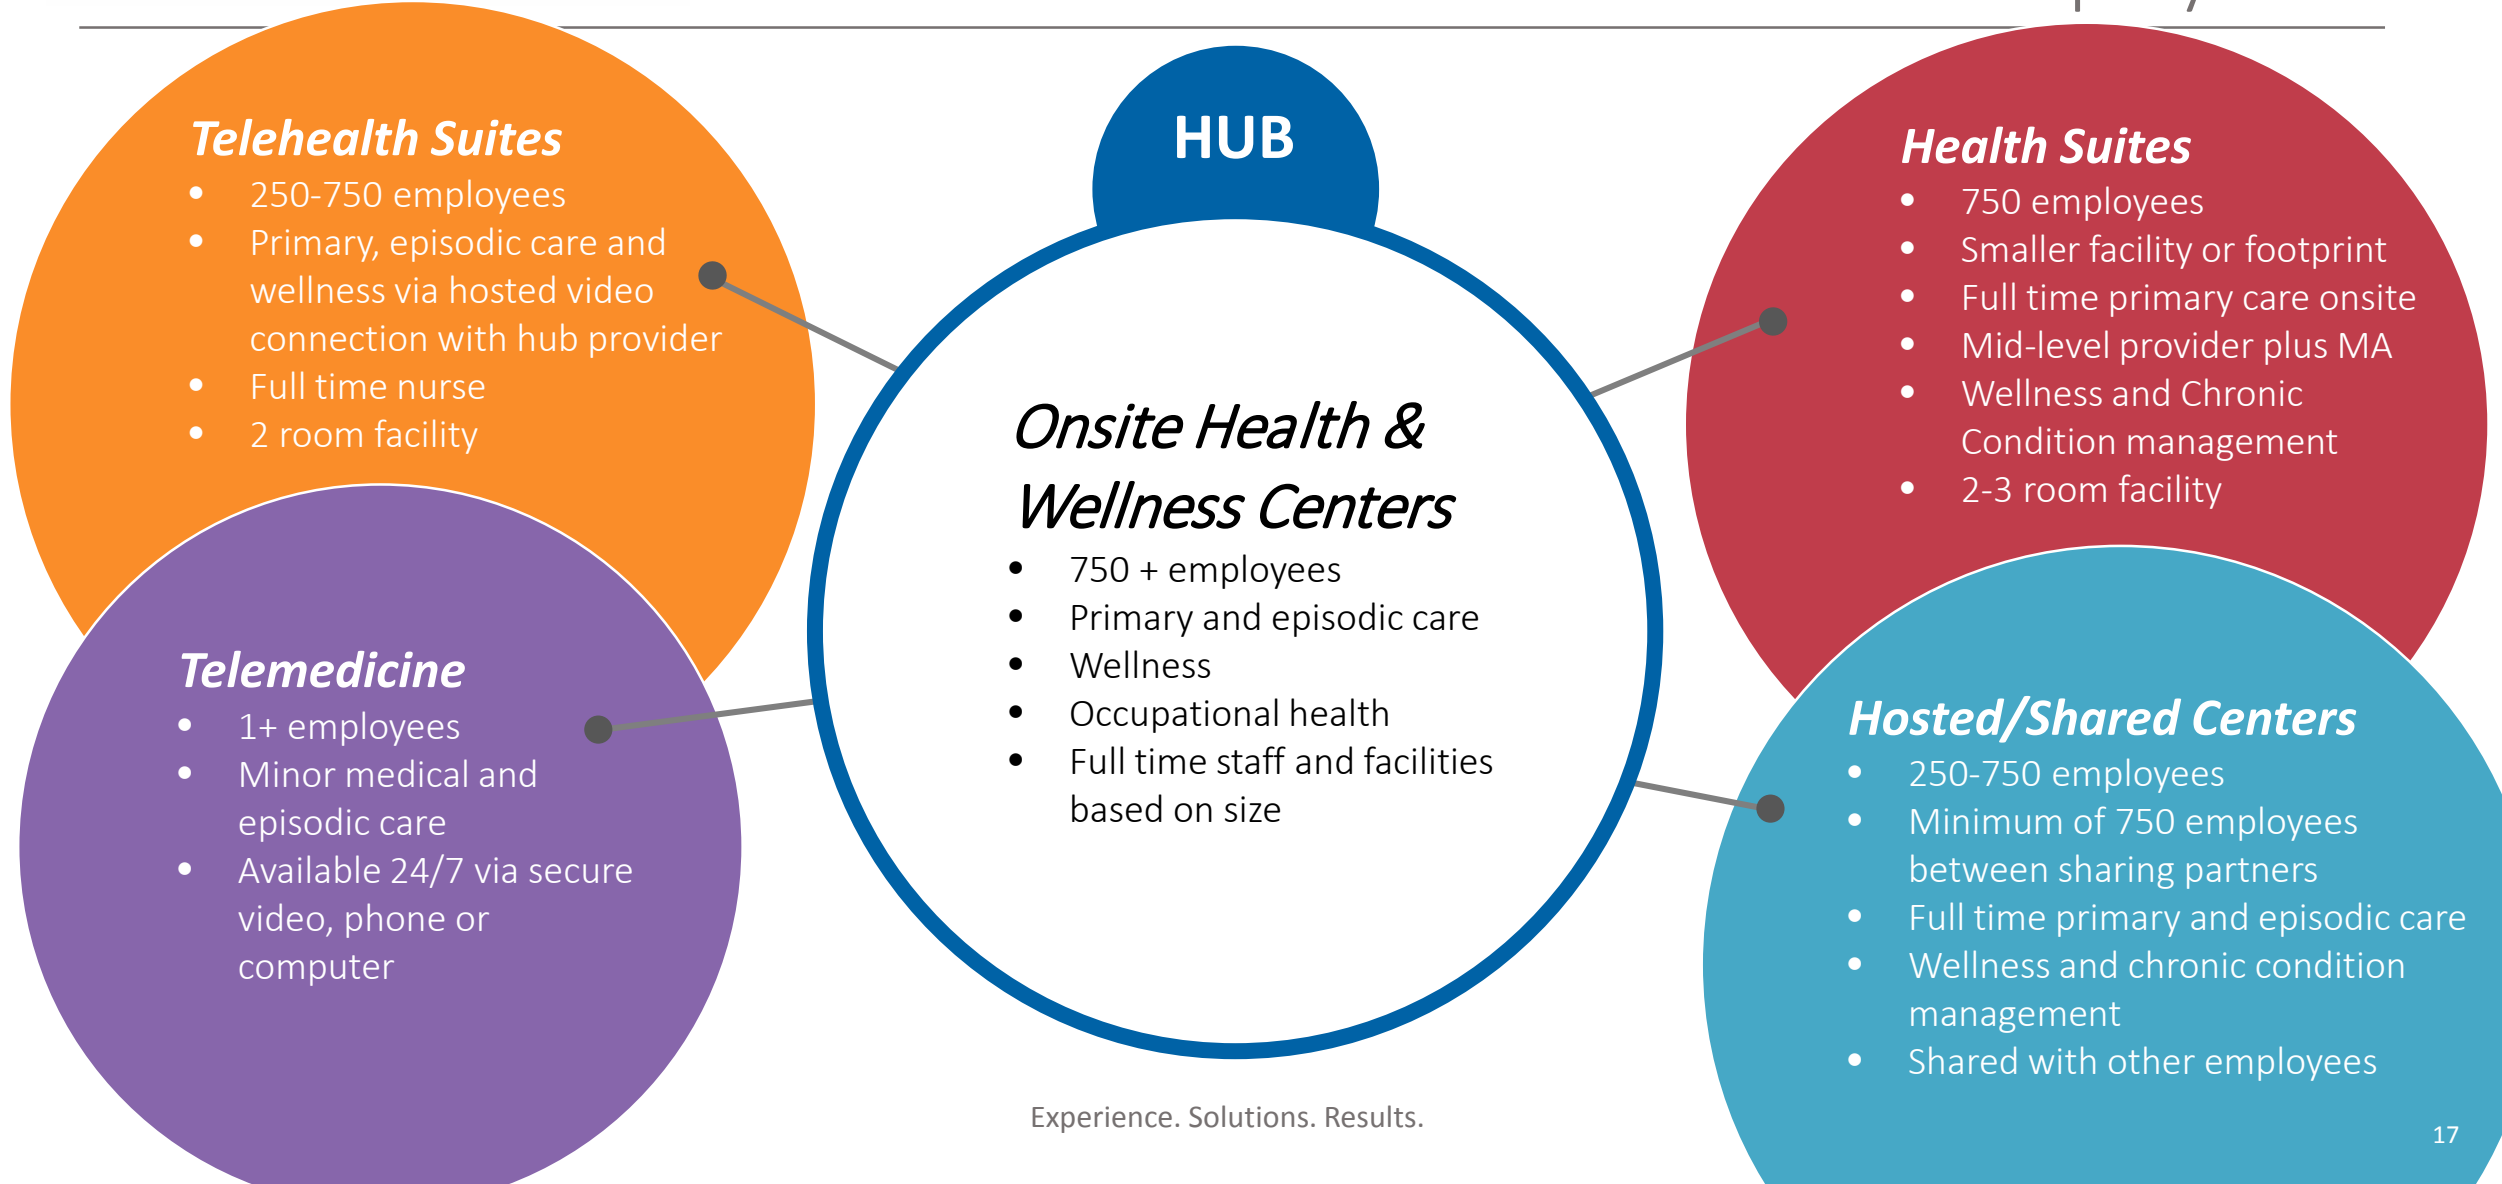 HUB
Telehealth Suites
• 250-750 employees
• Primary, episodic care and
wellness via hosted video
connection with hub provider
• Full time nurse
• 2 room facility
Telemedicine
• 1+ employees
• Minor medical and
episodic care
• Available 24/7 via secure
video, phone or
computer
Onsite Health &
Wellness Centers
• 750 + employees
• Primary and episodic care
• Wellness
• Occupational health
• Full time staff and facilities
based on size
Health Suites
• 750 employees
• Smaller facility or footprint
• Full time primary care onsite
• Mid-level provider plus MA
• Wellness and Chronic
Condition management
• 2-3 room facility
Hosted/Shared Centers
• 250-750 employees
• Minimum of 750 employees
between sharing partners
• Full time primary and episodic care
• Wellness and chronic condition
management
• Shared with other employees
Experience. Solutions. Results.
17